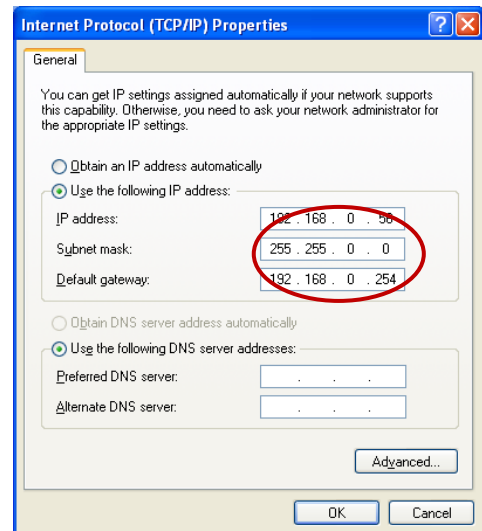 Internet Protocol (TCP/IP) Properties
General
You can get IP settings assigned automatically if your network supports
this capability. Otherwise, you need to ask your network administrator for
the appropriate IP settings.
Obtain an IP address automatically
Use the following IP address:
IP address: 192 . 168 . 0 . 50
Subnet mask: 255 . 255 . 0 . 0
Default gateway: 192 . 168 . 0 . 254
Obtain DNS server address automatically
Use the following DNS server addresses:
Preferred DNS server: . . .
Alternate DNS server: . . .
Advanced...
OK Cancel